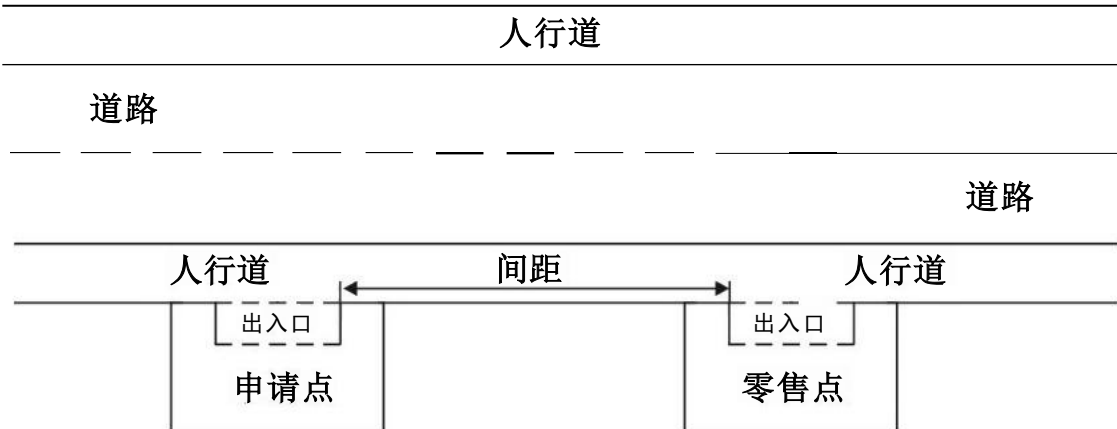 人行道
道路
道路
人行道 间距 人行道
出入口 出入口
申请点 零售点